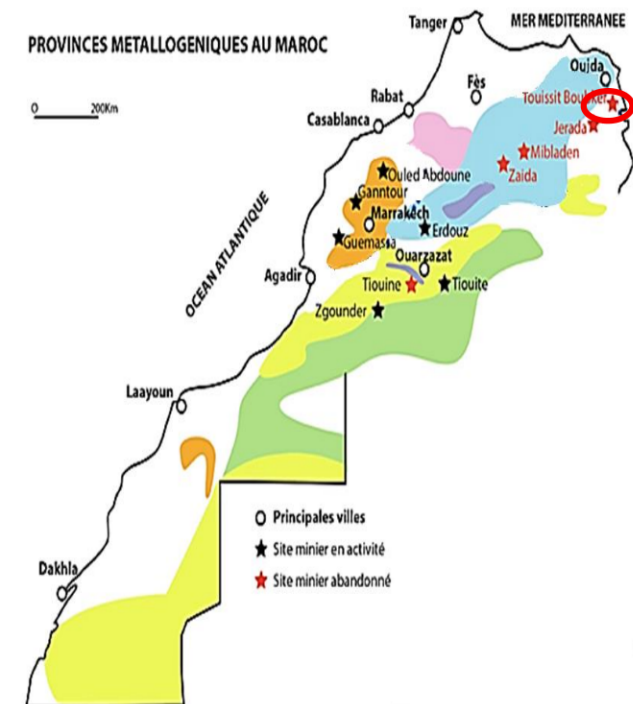 PROVINCES METALLOGENIQUES AU MAROC
MER MEDITERRANEE
Tanger
Oujda
Fès
Touissit Boubker
0 200Km
Rabat
Jerada
Casablanca
Mibladen
Ouled Abdoune
Zaida
Ganntour
Marrakech
Erdouz
Guemassa
OCEAN ATLANTIQUE
Ouarzazat
Agadir
Tiouine
Tiouite
Zgounder
Laayoun
Principales villes
Site minier en activité
Dakhla
Site minier abandonné